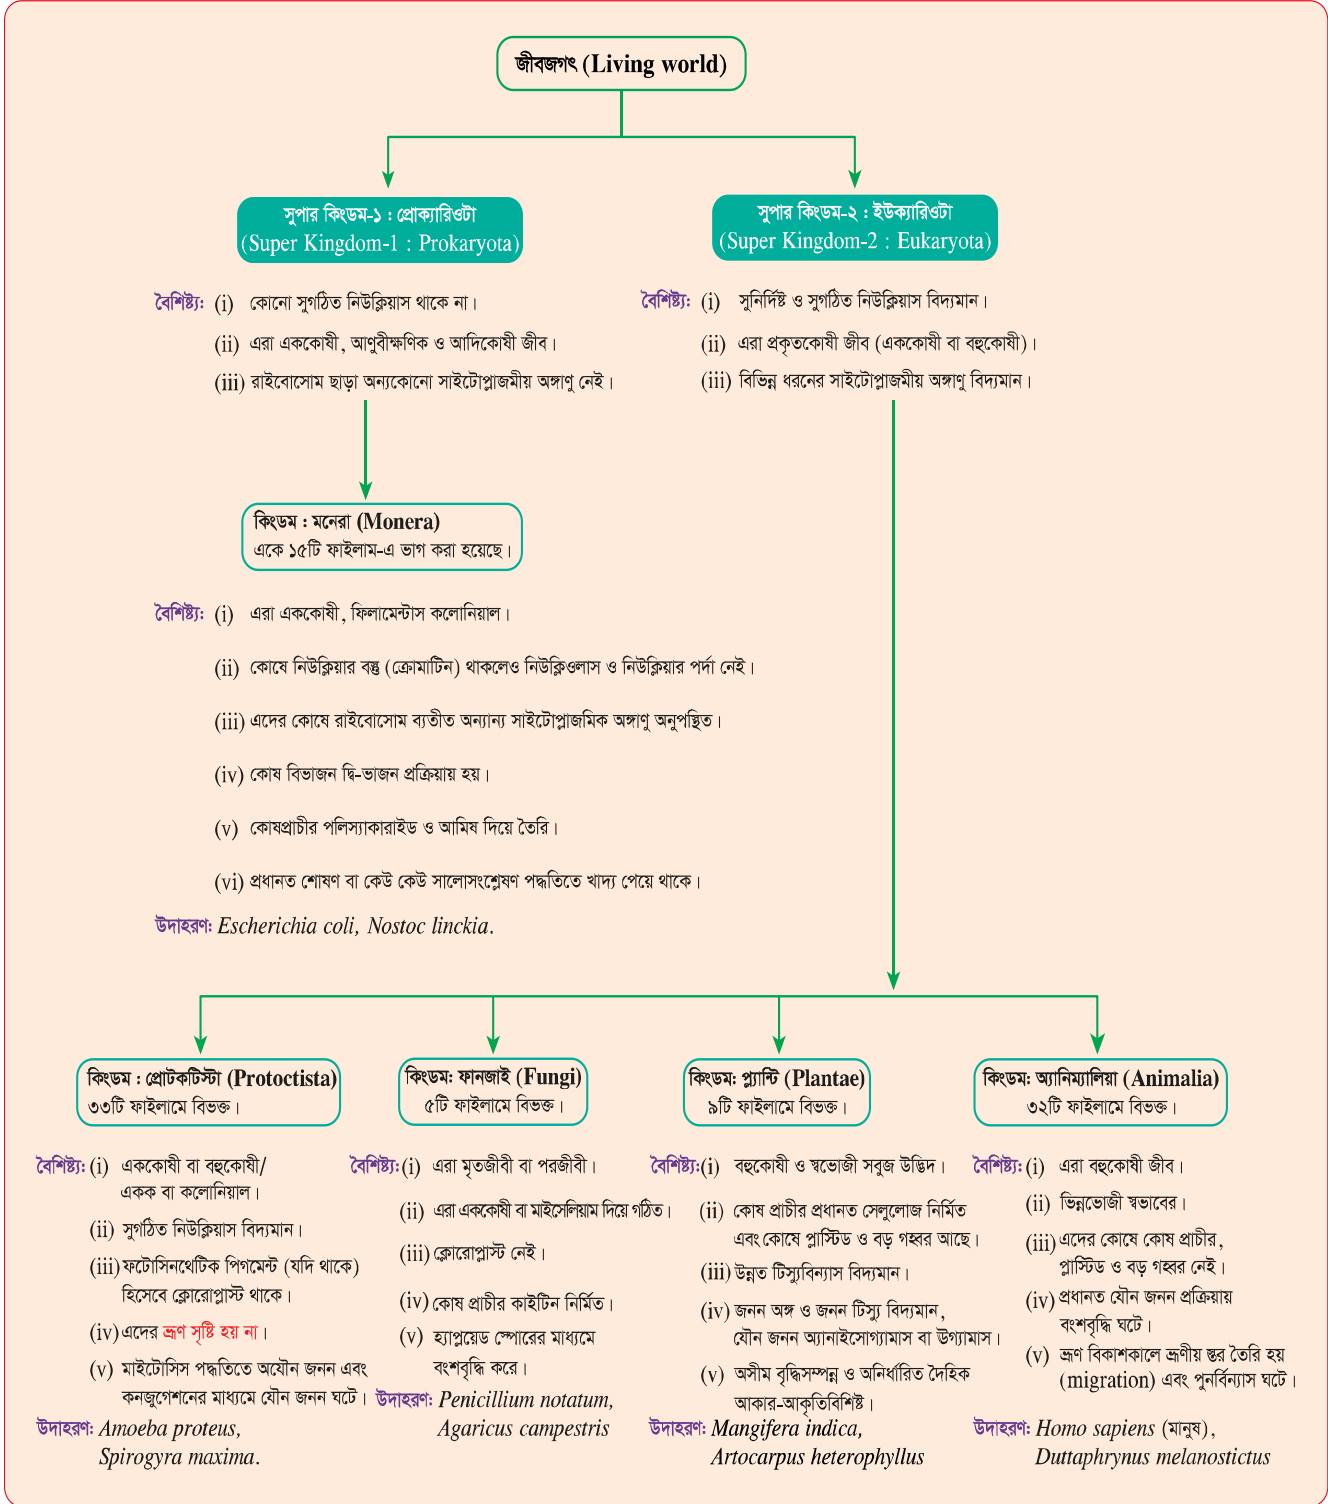 জীবজগৎ (Living world)
সুপার কিংডম-১ : প্রোক্যারিওটা
(Super Kingdom-1 : Prokaryota)
বৈশিষ্ট্য: (i) কোনো সুগঠিত নিউক্লিয়াস থাকে না।
(ii) এরা এককোষী, আণুবীক্ষণিক ও আদিকোষী জীব।
(iii) রাইবোসোম ছাড়া অন্যকোনো সাইটোপ্লাজমীয় অঙ্গাণু নেই।
সুপার কিংডম-২ : ইউক্যারিওটা
(Super Kingdom-2 : Eukaryota)
বৈশিষ্ট্য: (i) সুনির্দিষ্ট ও সুগঠিত নিউক্লিয়াস বিদ্যমান।
(ii) এরা প্রকৃতকোষী জীব (এককোষী বা বহুকোষী)।
(iii) বিভিন্ন ধরনের সাইটোপ্লাজমীয় অঙ্গাণু বিদ্যমান।
কিংডম : মনেরা (Monera)
একে ১৫টি ফাইলাম-এ ভাগ করা হয়েছে।
বৈশিষ্ট্য: (i) এরা এককোষী, ফিলামেন্টাস কলোনিয়াল।
(ii) কোষে নিউক্লিয়ার বস্তু (ক্রোমাটিন) থাকলেও নিউক্লিওলাস ও নিউক্লিয়ার পর্দা নেই।
(iii) এদের কোষে রাইবোসোম ব্যতীত অন্যান্য সাইটোপ্লাজমিক অঙ্গাণু অনুপস্থিত।
(iv) কোষ বিভাজন দ্বি-ভাজন প্রক্রিয়ায় হয়।
(v) কোষপ্রাচীর পলিস্যাকারাইড ও আমিষ দিয়ে তৈরি।
(vi) প্রধানত শোষণ বা কেউ কেউ সালোসংশ্লেষণ পদ্ধতিতে খাদ্য পেয়ে থাকে।
উদাহরণ: Escherichia coli, Nostoc linckia.
কিংডম : প্রোটকটিস্টা (Protoctista)
৩৩টি ফাইলামে বিভক্ত।
বৈশিষ্ট্য: (i) এককোষী বা বহুকোষী/
একক বা কলোনিয়াল।
(ii) সুগঠিত নিউক্লিয়াস বিদ্যমান।
(iii) ফটোসিনথেটিক পিগমেন্ট (যদি থাকে)
হিসেবে ক্লোরোপ্লাস্ট থাকে।
(iv) এদের ভ্রূণ সৃষ্টি হয় না।
(v) মাইটোসিস পদ্ধতিতে অযৌন জনন এবং
কনজুগেশনের মাধ্যমে যৌন জনন ঘটে।
উদাহরণ: Amoeba proteus,
Spirogyra maxima.
কিংডম: ফানজাই (Fungi)
৫টি ফাইলামে বিভক্ত।
বৈশিষ্ট্য: (i) এরা মৃতজীবী বা পরজীবী।
(ii) এরা এককোষী বা মাইসেলিয়াম দিয়ে গঠিত।
(iii) ক্লোরোপ্লাস্ট নেই।
(iv) কোষ প্রাচীর কাইটিন নির্মিত।
(v) হ্যাপ্লয়েড স্পোরের মাধ্যমে
বংশবৃদ্ধি করে।
উদাহরণ: Penicillium notatum,
Agaricus campestris
কিংডম: প্ল্যান্টি (Plantae)
৯টি ফাইলামে বিভক্ত।
বৈশিষ্ট্য: (i) বহুকোষী ও স্বভোজী সবুজ উদ্ভিদ।
(ii) কোষ প্রাচীর প্রধানত সেলুলোজ নির্মিত
এবং কোষে প্লাস্টিড ও বড় গহ্বর আছে।
(iii) উন্নত টিস্যুবিন্যাস বিদ্যমান।
(iv) জনন অঙ্গ ও জনন টিস্যু বিদ্যমান,
যৌন জনন অ্যানাইসোগ্যামাস বা ঊগ্যামাস।
(v) অসীম বৃদ্ধিসম্পন্ন ও অনির্ধারিত দৈহিক
আকার-আকৃতিবিশিষ্ট।
উদাহরণ: Mangifera indica,
Artocarpus heterophyllus
কিংডম: অ্যানিম্যালিয়া (Animalia)
৩২টি ফাইলামে বিভক্ত।
বৈশিষ্ট্য: (i) এরা বহুকোষী জীব।
(ii) ভিন্নভোজী স্বভাবের।
(iii) এদের কোষে কোষ প্রাচীর,
প্লাস্টিড ও বড় গহ্বর নেই।
(iv) প্রধানত যৌন জনন প্রক্রিয়ায়
বংশবৃদ্ধি ঘটে।
(v) ভ্রূণ বিকাশকালে ভ্রূণীয় স্তর তৈরি হয়
(migration) এবং পুনর্বিন্যাস ঘটে।
উদাহরণ: Homo sapiens (মানুষ),
Duttaphrynus melanostictus